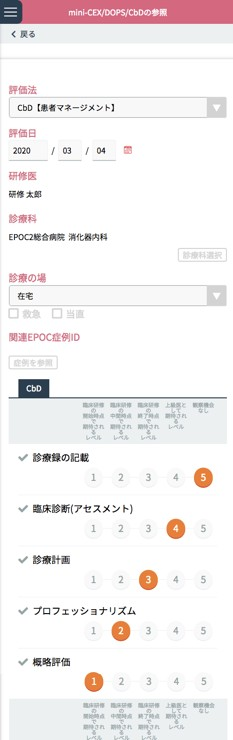 mini-CEX/DOPS/CbDの参照
戻る
評価法
CbD【患者マネージメント】
評価日
2020 / 03 / 04
研修医
研修 太郎
診療科
EPOC2総合病院 消化器内科
診療科選択
診療の場
在宅
救急 当直
関連EPOC症例ID
症例を参照
CbD
臨床研修の開始時点で期待されるレベル
臨床研修の中間時点で期待されるレベル
臨床研修の終了時点で期待されるレベル
上級医として期待されるレベル
観察機会なし
診療録の記載
1 2 3 4 5
臨床診断(アセスメント)
1 2 3 4 5
診療計画
1 2 3 4 5
プロフェッショナリズム
1 2 3 4 5
概略評価
1 2 3 4 5
臨床研修の開始時点で期待されるレベル
臨床研修の中間時点で期待されるレベル
臨床研修の終了時点で期待されるレベル
上級医として期待されるレベル
観察機会なし